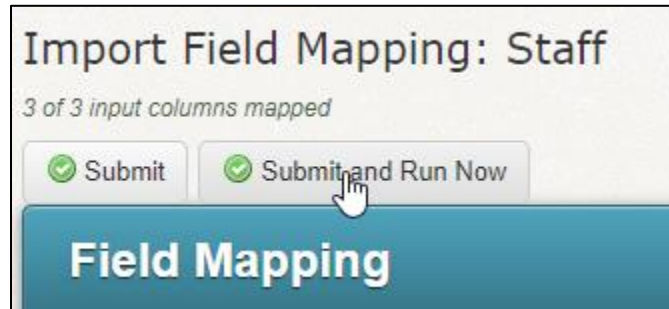 Import Field Mapping: Staff
3 of 3 input columns mapped
Submit Submit and Run Now
Field Mapping